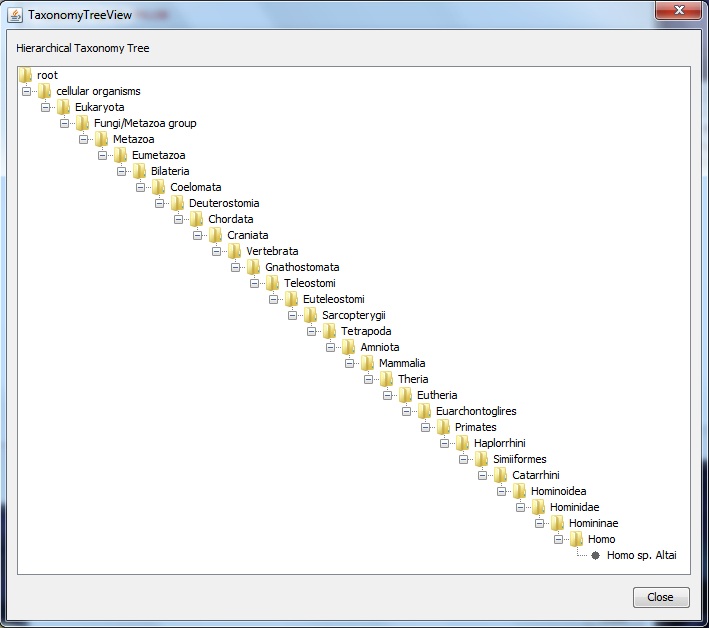 TaxonomyTreeView
Hierarchical Taxonomy Tree
root
cellular organisms
Eukaryota
Fungi/Metazoa group
Metazoa
Eumetazoa
Bilateria
Coelomata
Deuterostomia
Chordata
Craniata
Vertebrata
Gnathostomata
Teleostomi
Euteleostomi
Sarcopterygii
Tetrapoda
Amniota
Mammalia
Theria
Eutheria
Euarchontoglires
Primates
Haplorrhini
Simiiformes
Catarrhini
Hominoidea
Hominidae
Homininae
Homo
Homo sp. Altai
Close